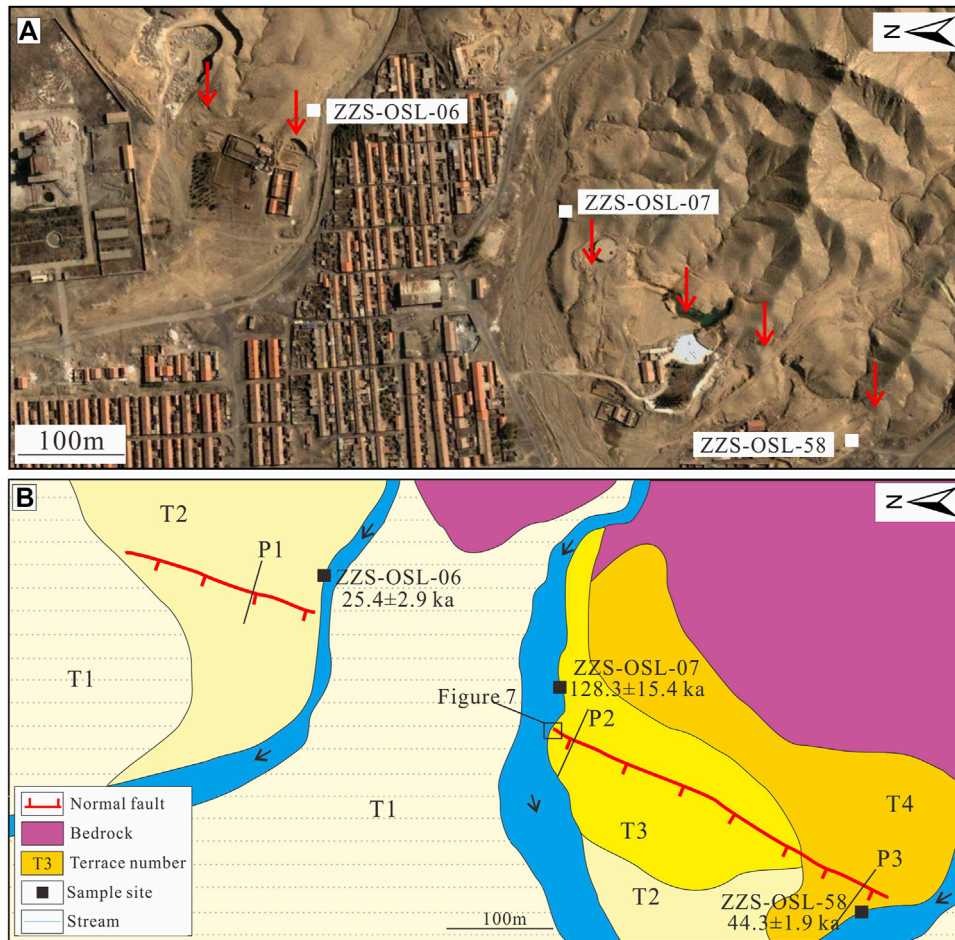 A
N
ZZS-OSL-06
ZZS-OSL-07
ZZS-OSL-58
100m
B
N
T2
P1
ZZS-OSL-06
25.4±2.9 ka
T1
ZZS-OSL-07
128.3±15.4 ka
Figure 7
P2
T1
T3
T4
P3
T2
ZZS-OSL-58
44.3±1.9 ka
100m
Normal fault
Bedrock
T3 Terrace number
Sample site
Stream